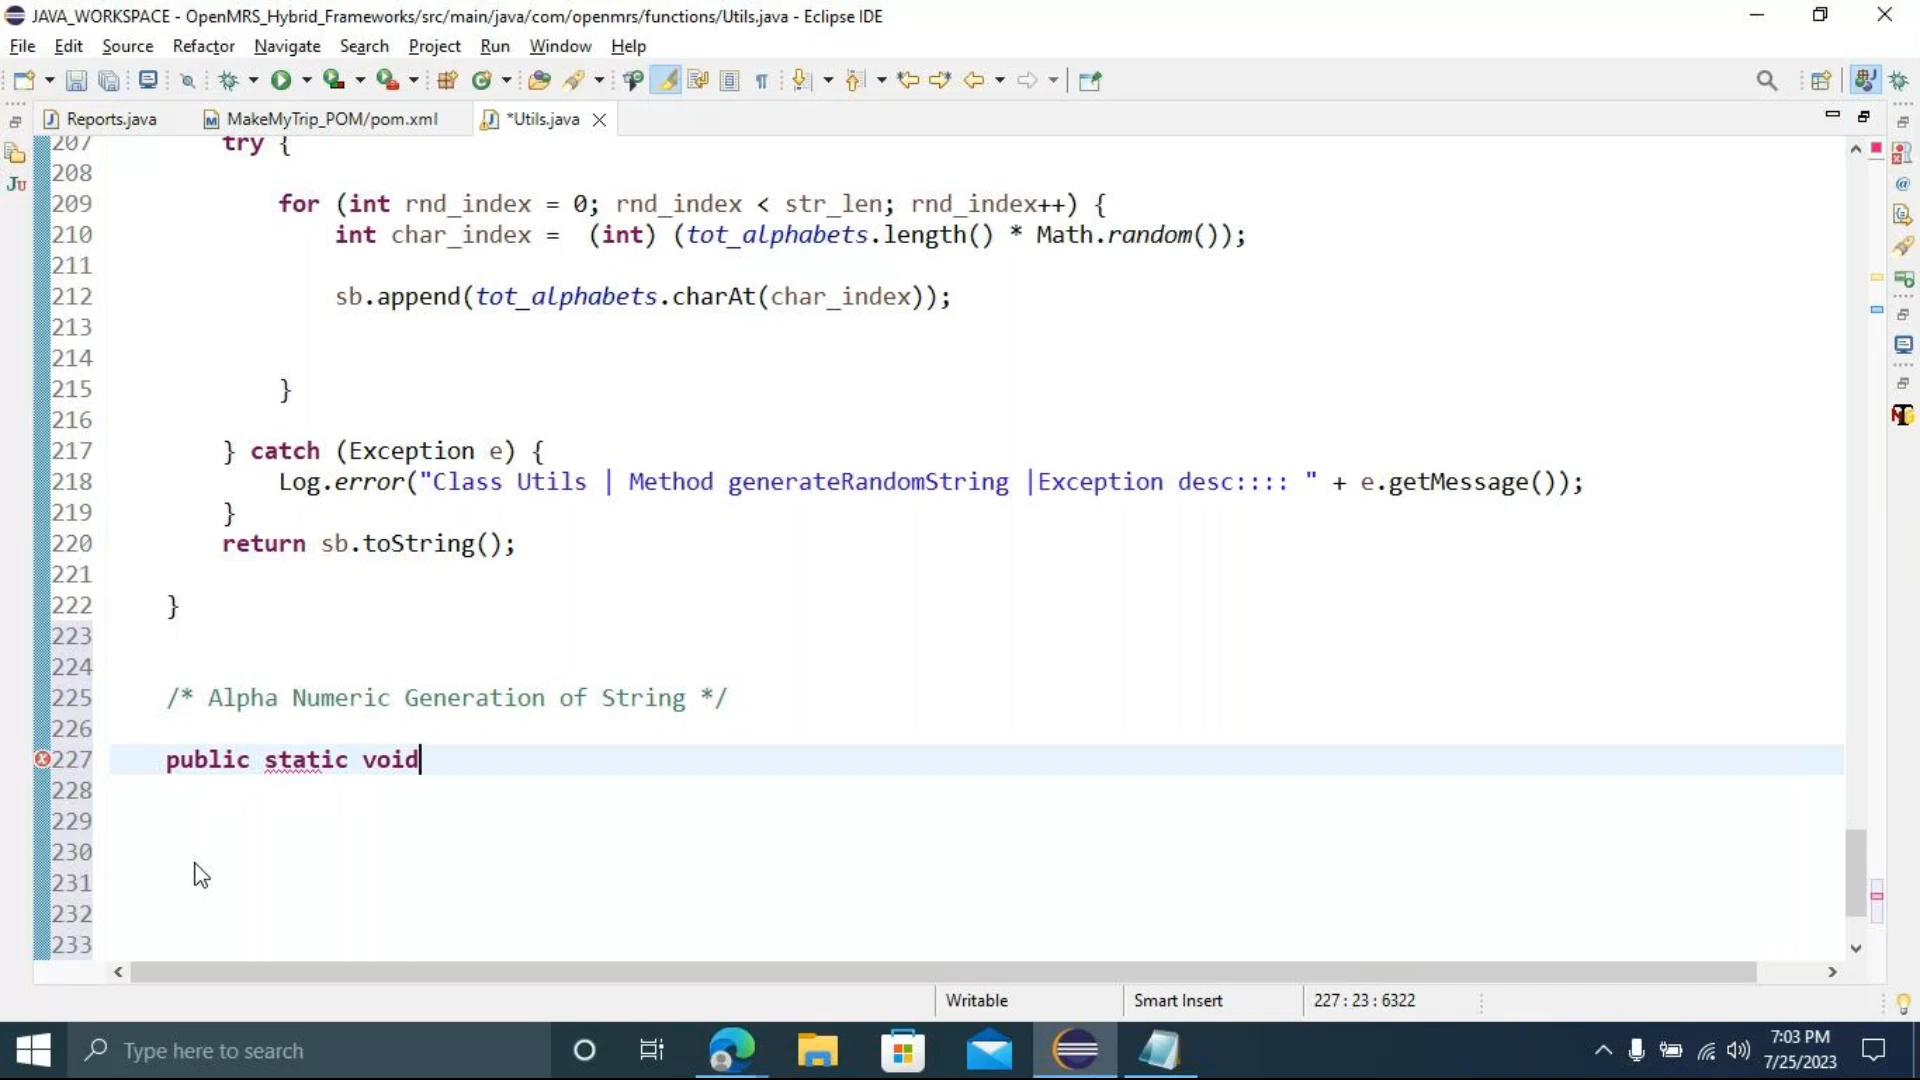 JAVA_WORKSPACE - OpenMRS_Hybrid_Frameworks/src/main/java/com/openmrs/functions/Utils.java - Eclipse IDE
File Edit Source Refactor Navigate Search Project Run Window Help
Reports.java MakeMyTrip_POM/pom.xml *Utils.java
207 try {
208
209 for (int rnd_index = 0; rnd_index < str_len; rnd_index++) {
210 int char_index =  (int) (tot_alphabets.length() * Math.random());
211
212 sb.append(tot_alphabets.charAt(char_index));
213
214
215 }
216
217 } catch (Exception e) {
218 Log.error("Class Utils | Method generateRandomString |Exception desc:::: " + e.getMessage());
219 }
220 return sb.toString();
221
222 }
223
224
225 /* Alpha Numeric Generation of String */
226
227 public static void
228
229
230
231
232
233
Writable Smart Insert 227 : 23 : 6322
Type here to search
7:03 PM
7/25/2023